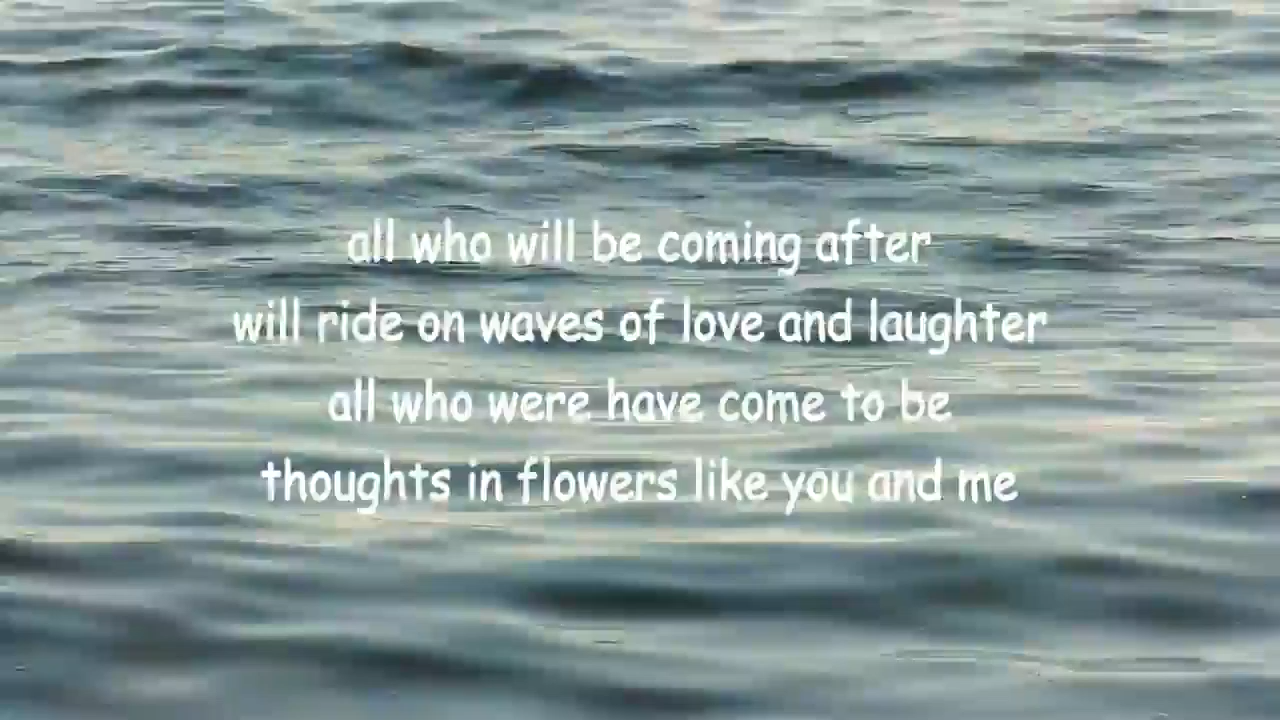 all who will be coming after
will ride on waves of love and laughter
all who were have come to be
thoughts in flowers like you and me